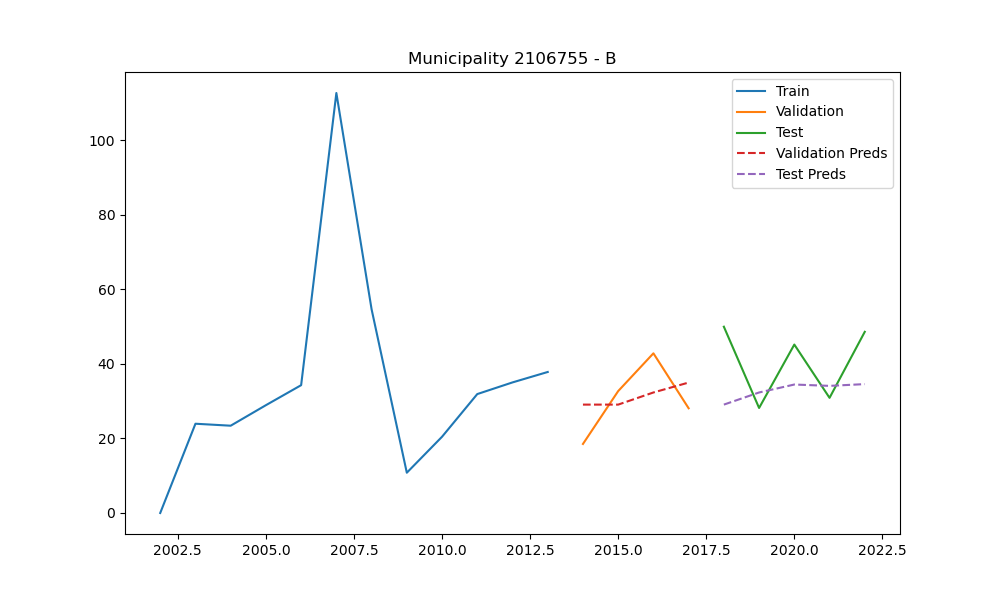 Municipality 2106755 - B
Train
Validation
Test
Validation Preds
Test Preds
100
80
60
40
20
0
2002.5 2005.0 2007.5 2010.0 2012.5 2015.0 2017.5 2020.0 2022.5